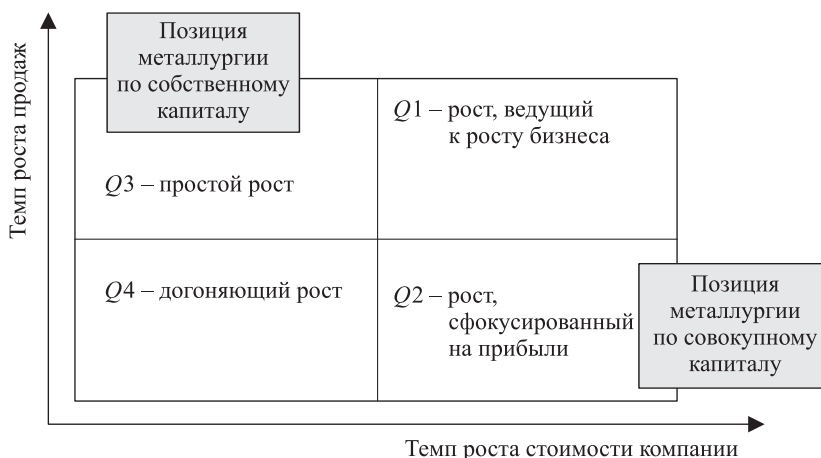 Темп роста продаж
Позиция
металлургии
по собственному
капиталу
Q1 – рост, ведущий
к росту бизнеса
Q3 – простой рост
Q4 – догоняющий рост
Q2 – рост,
сфокусированный
на прибыли
Позиция
металлургии
по совокупному
капиталу
Темп роста стоимости компании